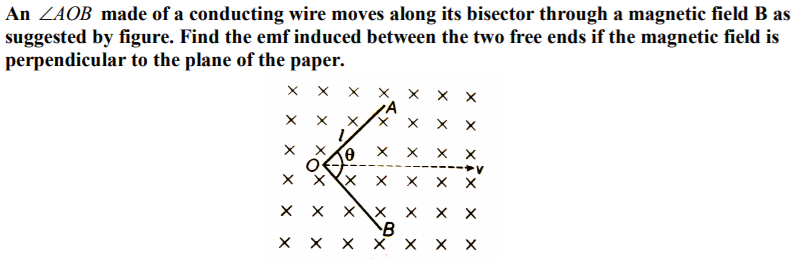 An ∠AOB made of a conducting wire moves along its bisector through a magnetic field B as
suggested by figure. Find the emf induced between the two free ends if the magnetic field is
perpendicular to the plane of the paper.
× × × × × × ×
A
× × × × × × ×
l
× × θ × × × ×
O v
× × × × × × ×
× × × × × × ×
B
× × × × × × ×